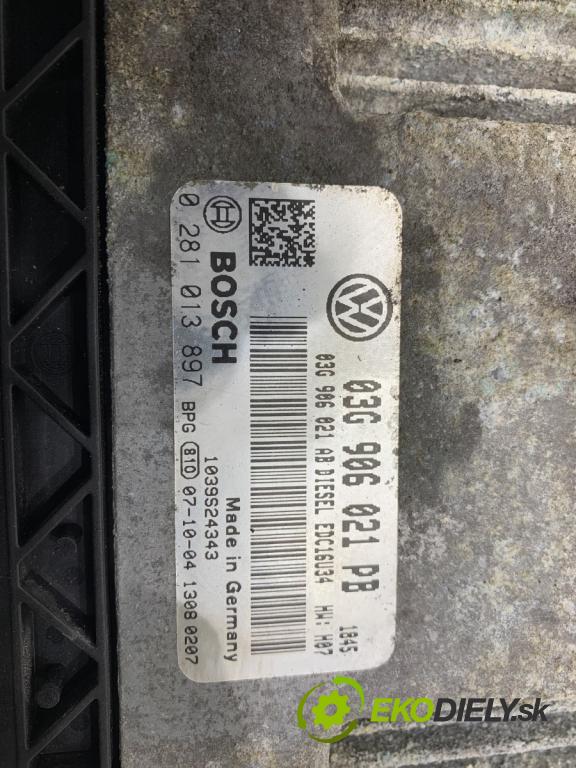 03G 906 021 PB
1845
03G 906 021 AB DIESEL EDC16U34 HW: H07
BOSCH
1039S24343
Made in Germany
0 281 013 897 BPG 810 07-10-04 1308 0207
EKODIELY.sk